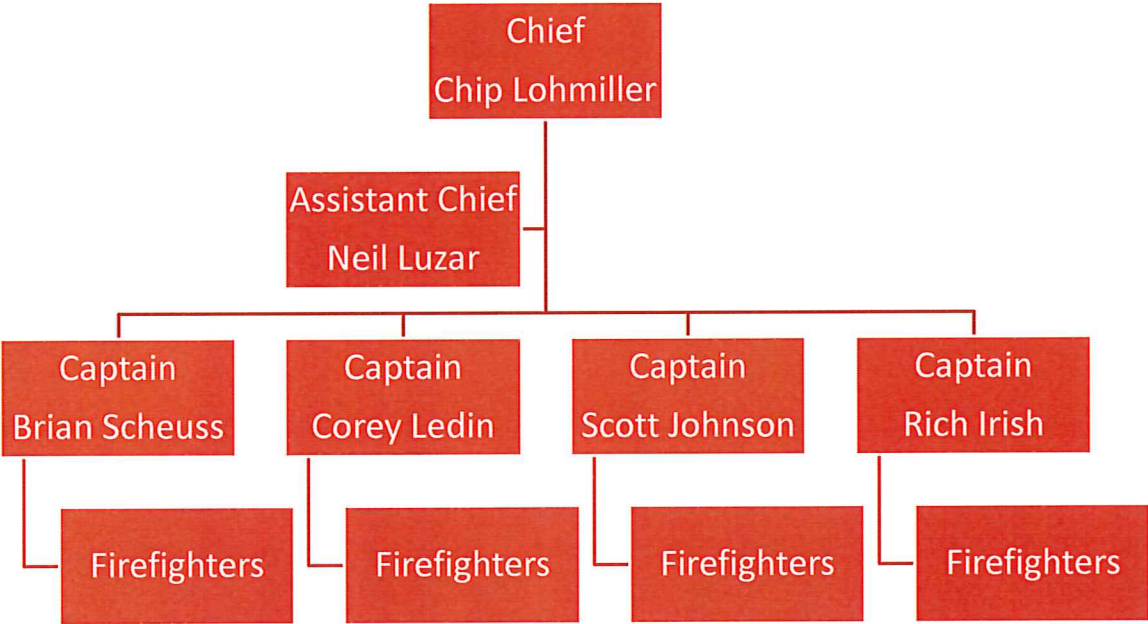 Chief
Chip Lohmiller
Assistant Chief
Neil Luzar
Captain
Brian Scheuss
Captain
Corey Ledin
Captain
Scott Johnson
Captain
Rich Irish
Firefighters
Firefighters
Firefighters
Firefighters